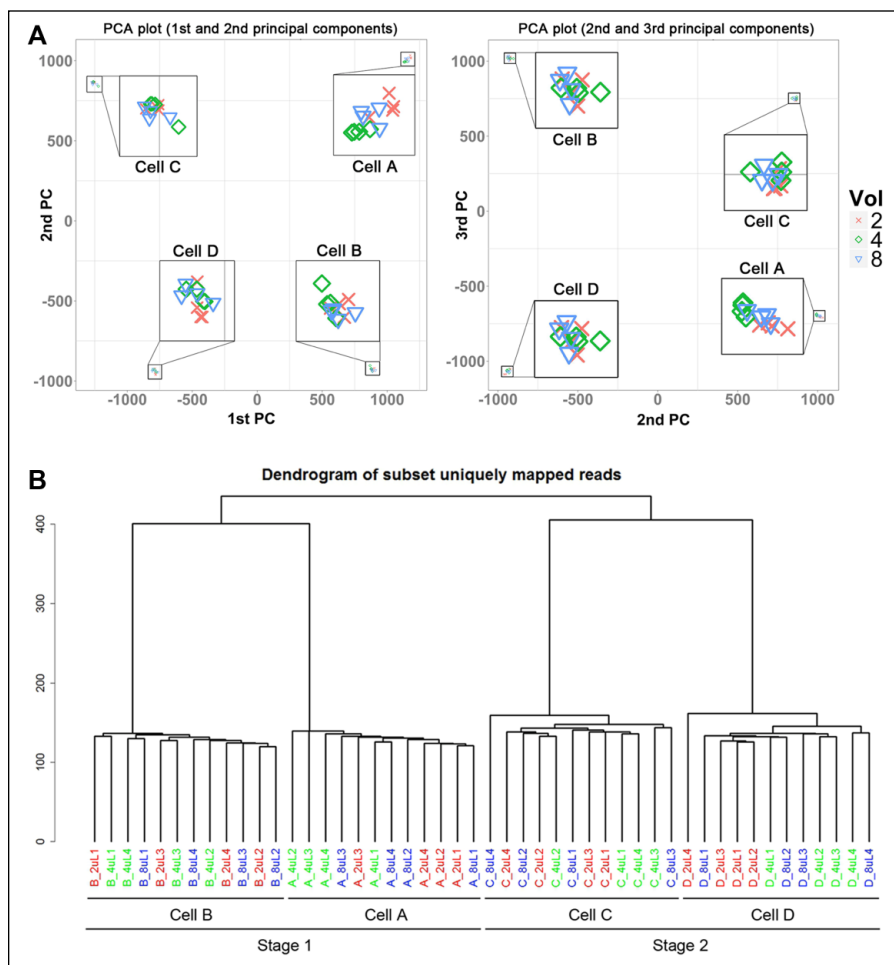 A
PCA plot (1st and 2nd principal components)
1000
500
0
-500
-1000
2nd PC
Cell C
Cell A
Cell D
Cell B
-1000 -500 0 500 1000
1st PC
PCA plot (2nd and 3rd principal components)
1000
500
0
-500
-1000
3rd PC
Cell B
Cell C
Cell A
Cell D
-1000 -500 0 500 1000
2nd PC
Vol
2
4
8
B
Dendrogram of subset uniquely mapped reads
400
300
200
100
0
B_2uL1
B_4uL1
B_4uL4
B_8uL1
B_2uL3
B_4uL3
B_8uL4
B_4uL2
B_2uL4
B_8uL3
B_2uL2
B_8uL2
A_4uL2
A_4uL3
A_4uL4
A_8uL3
A_2uL3
A_4uL1
A_8uL4
A_8uL2
A_2uL4
A_2uL2
A_2uL1
A_8uL1
C_8uL4
C_2uL4
C_2uL2
C_4uL2
C_8uL1
C_2uL3
C_2uL1
C_4uL1
C_4uL4
C_4uL3
C_8uL3
C_8uL2
D_2uL4
D_8uL1
D_2uL3
D_2uL1
D_2uL2
D_4uL1
D_8uL2
D_8uL3
D_4uL2
D_4uL3
D_4uL4
D_8uL4
Cell B Cell A Cell C Cell D
Stage 1 Stage 2